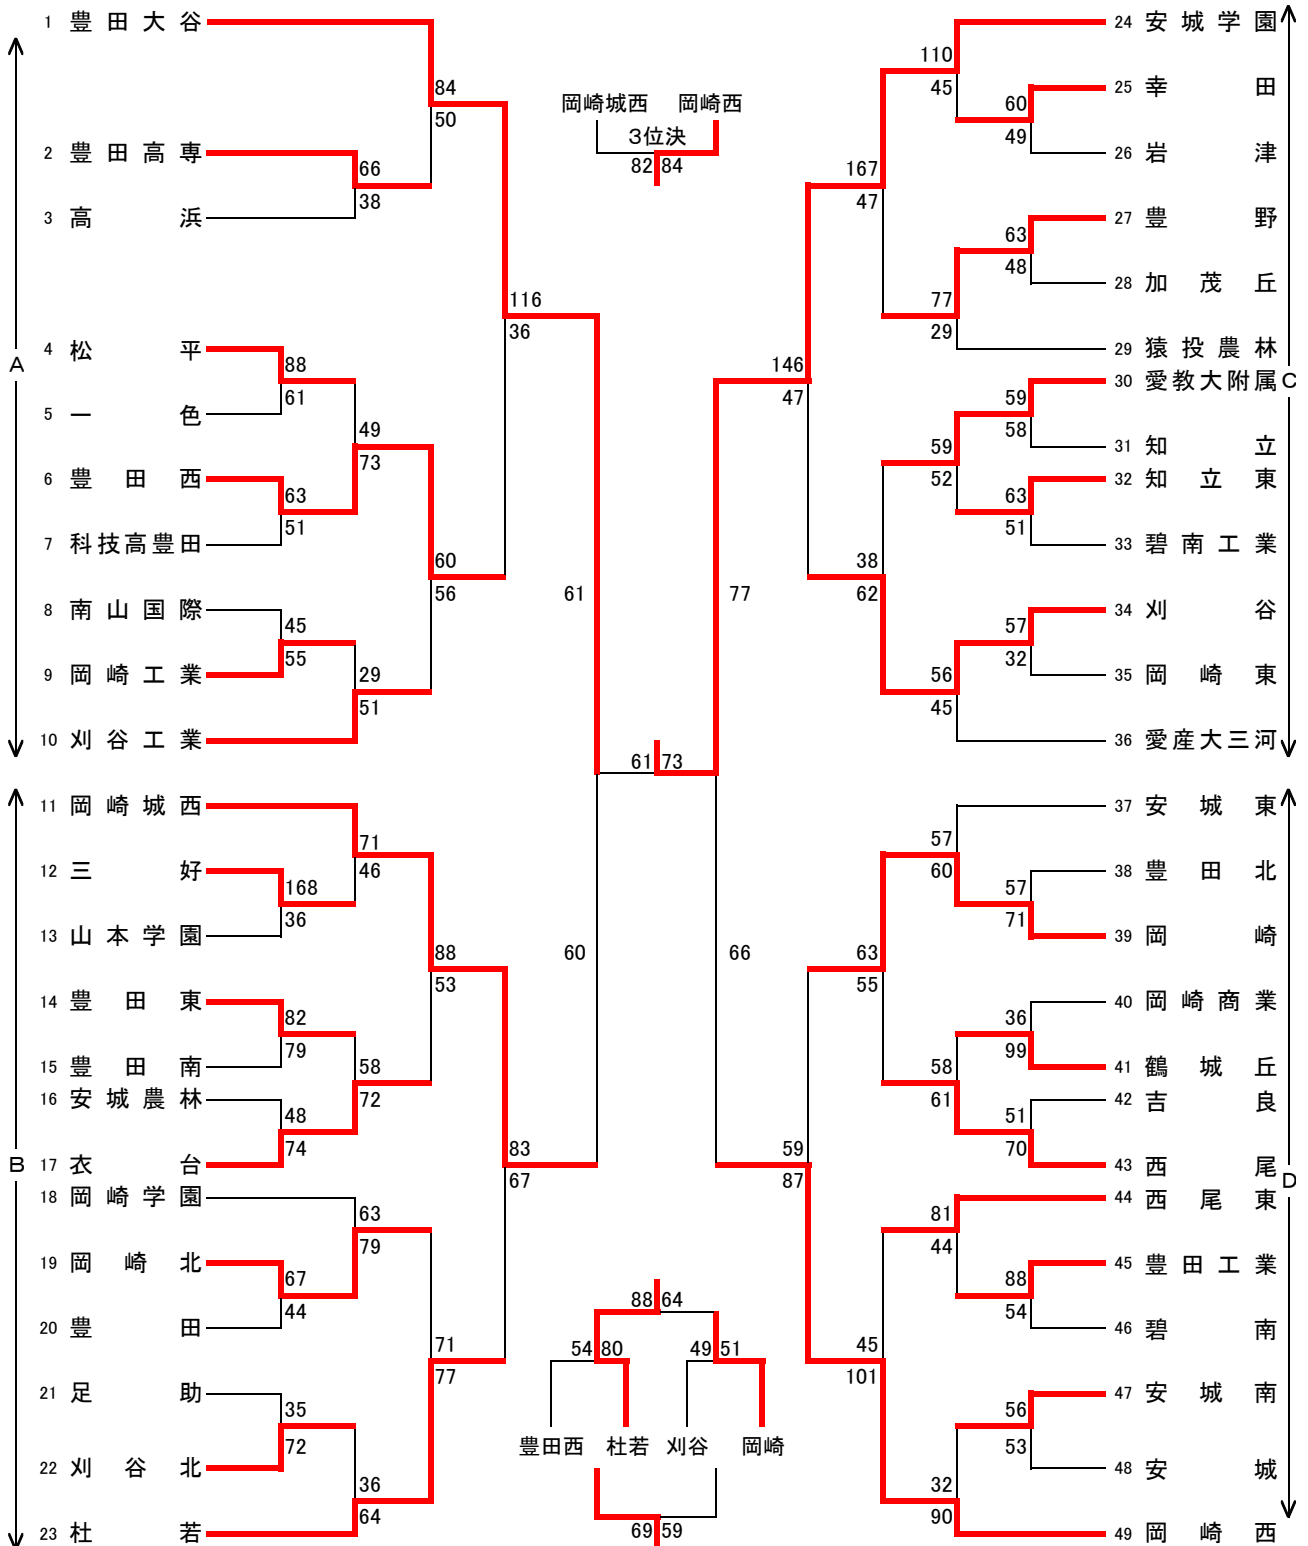 1 豊田大谷
84
50
2 豊田高専
66
38
3 高浜
116
36
A
4 松平
88
61
5 一色
49
73
6 豊田西
63
51
7 科技高豊田
60
56
8 南山国際
45
55
9 岡崎工業
29
51
10 刈谷工業
61
11 岡崎城西
71
46
12 三好
168
36
13 山本学園
88
53
60
14 豊田東
82
79
15 豊田南
58
72
16 安城農林
48
74
B
17 衣台
83
67
18 岡崎学園
63
79
19 岡崎北
67
44
20 豊田
71
77
21 足助
35
72
22 刈谷北
36
64
23 杜若
岡崎城西 岡崎西
3位決
82 84
61 73
88 64
54 80
49 51
豊田西 杜若 刈谷 岡崎
69 59
24 安城学園
110
45
25 幸田
60
49
26 岩津
167
47
27 豊野
63
48
28 加茂丘
77
29
29 猿投農林
146
47
C
30 愛教大附属
59
58
31 知立
59
52
32 知立東
63
51
33 碧南工業
38
62
77
34 刈谷
57
32
35 岡崎東
56
45
36 愛産大三河
37 安城東
57
60
38 豊田北
57
71
39 岡崎
63
55
66
40 岡崎商業
36
99
41 鶴城丘
58
61
42 吉良
51
70
43 西尾
59
87
D
44 西尾東
81
44
45 豊田工業
88
54
46 碧南
45
101
47 安城南
56
53
48 安城
32
90
49 岡崎西